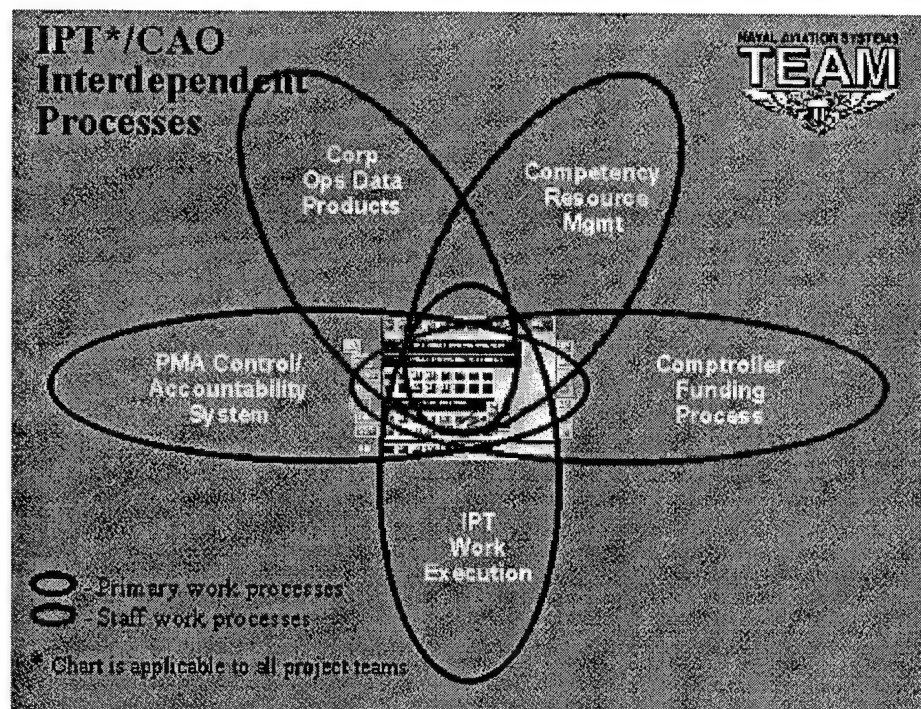 IPT*/CAO
Interdependent
Processes
NAVAL AVIATION SYSTEMS
TEAM
Corp
Ops Data
Products
Competency
Resource
Mgmt
PMA Control/
Accountability
System
Comptroller
Funding
Process
IPT
Work
Execution
- Primary work processes
- Staff work processes
* Chart is applicable to all project teams